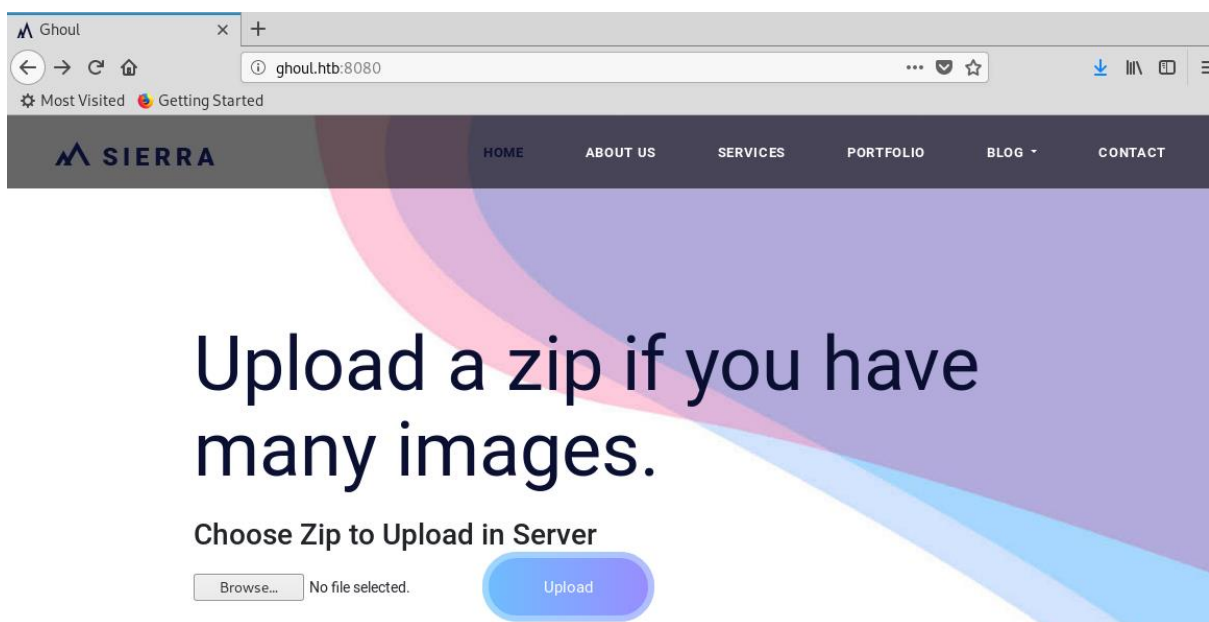 Ghoul
ghoul.htb:8080
Most Visited Getting Started
SIERRA HOME ABOUT US SERVICES PORTFOLIO BLOG CONTACT
Upload a zip if you have
many images.
Choose Zip to Upload in Server
Browse... No file selected. Upload